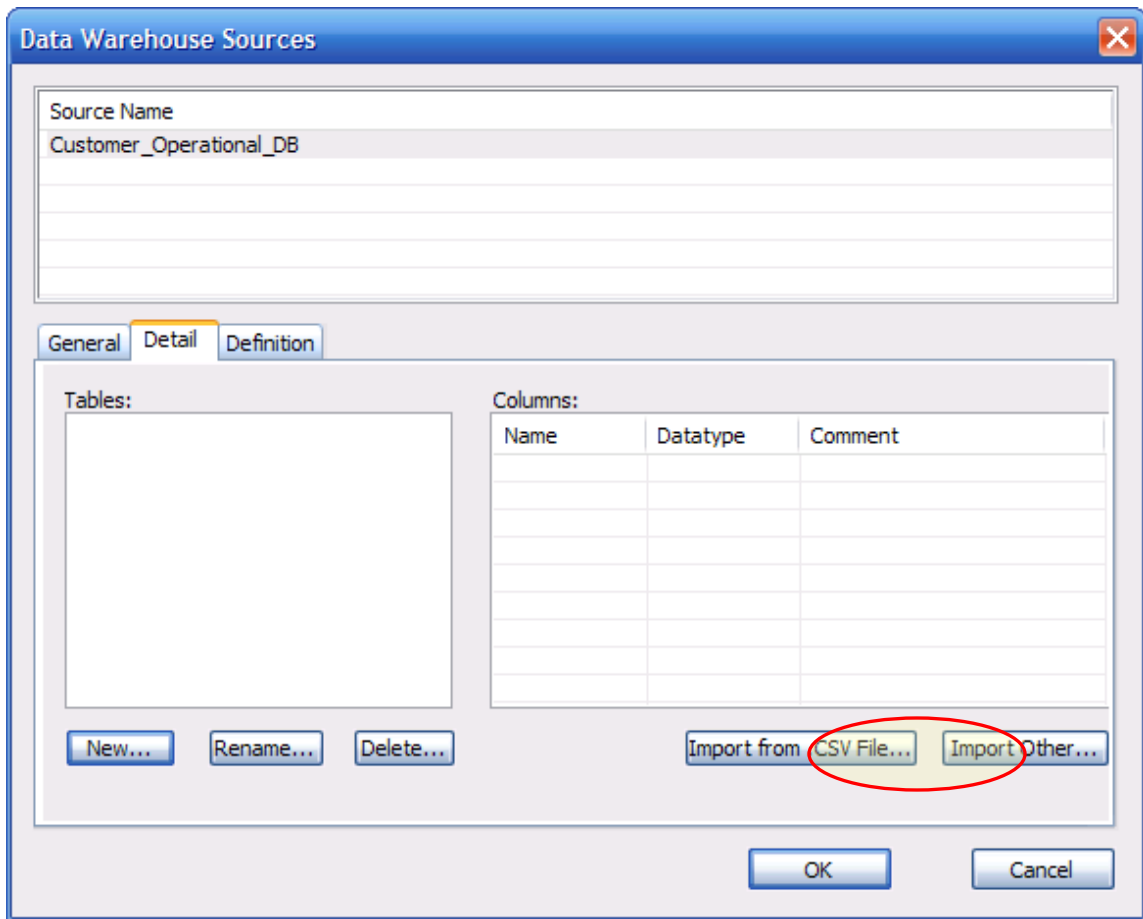 Data Warehouse Sources
Source Name
Customer_Operational_DB
General Detail Definition
Tables: Columns:
Name Datatype Comment
New... Rename... Delete... Import from CSV File... Import Other...
OK Cancel